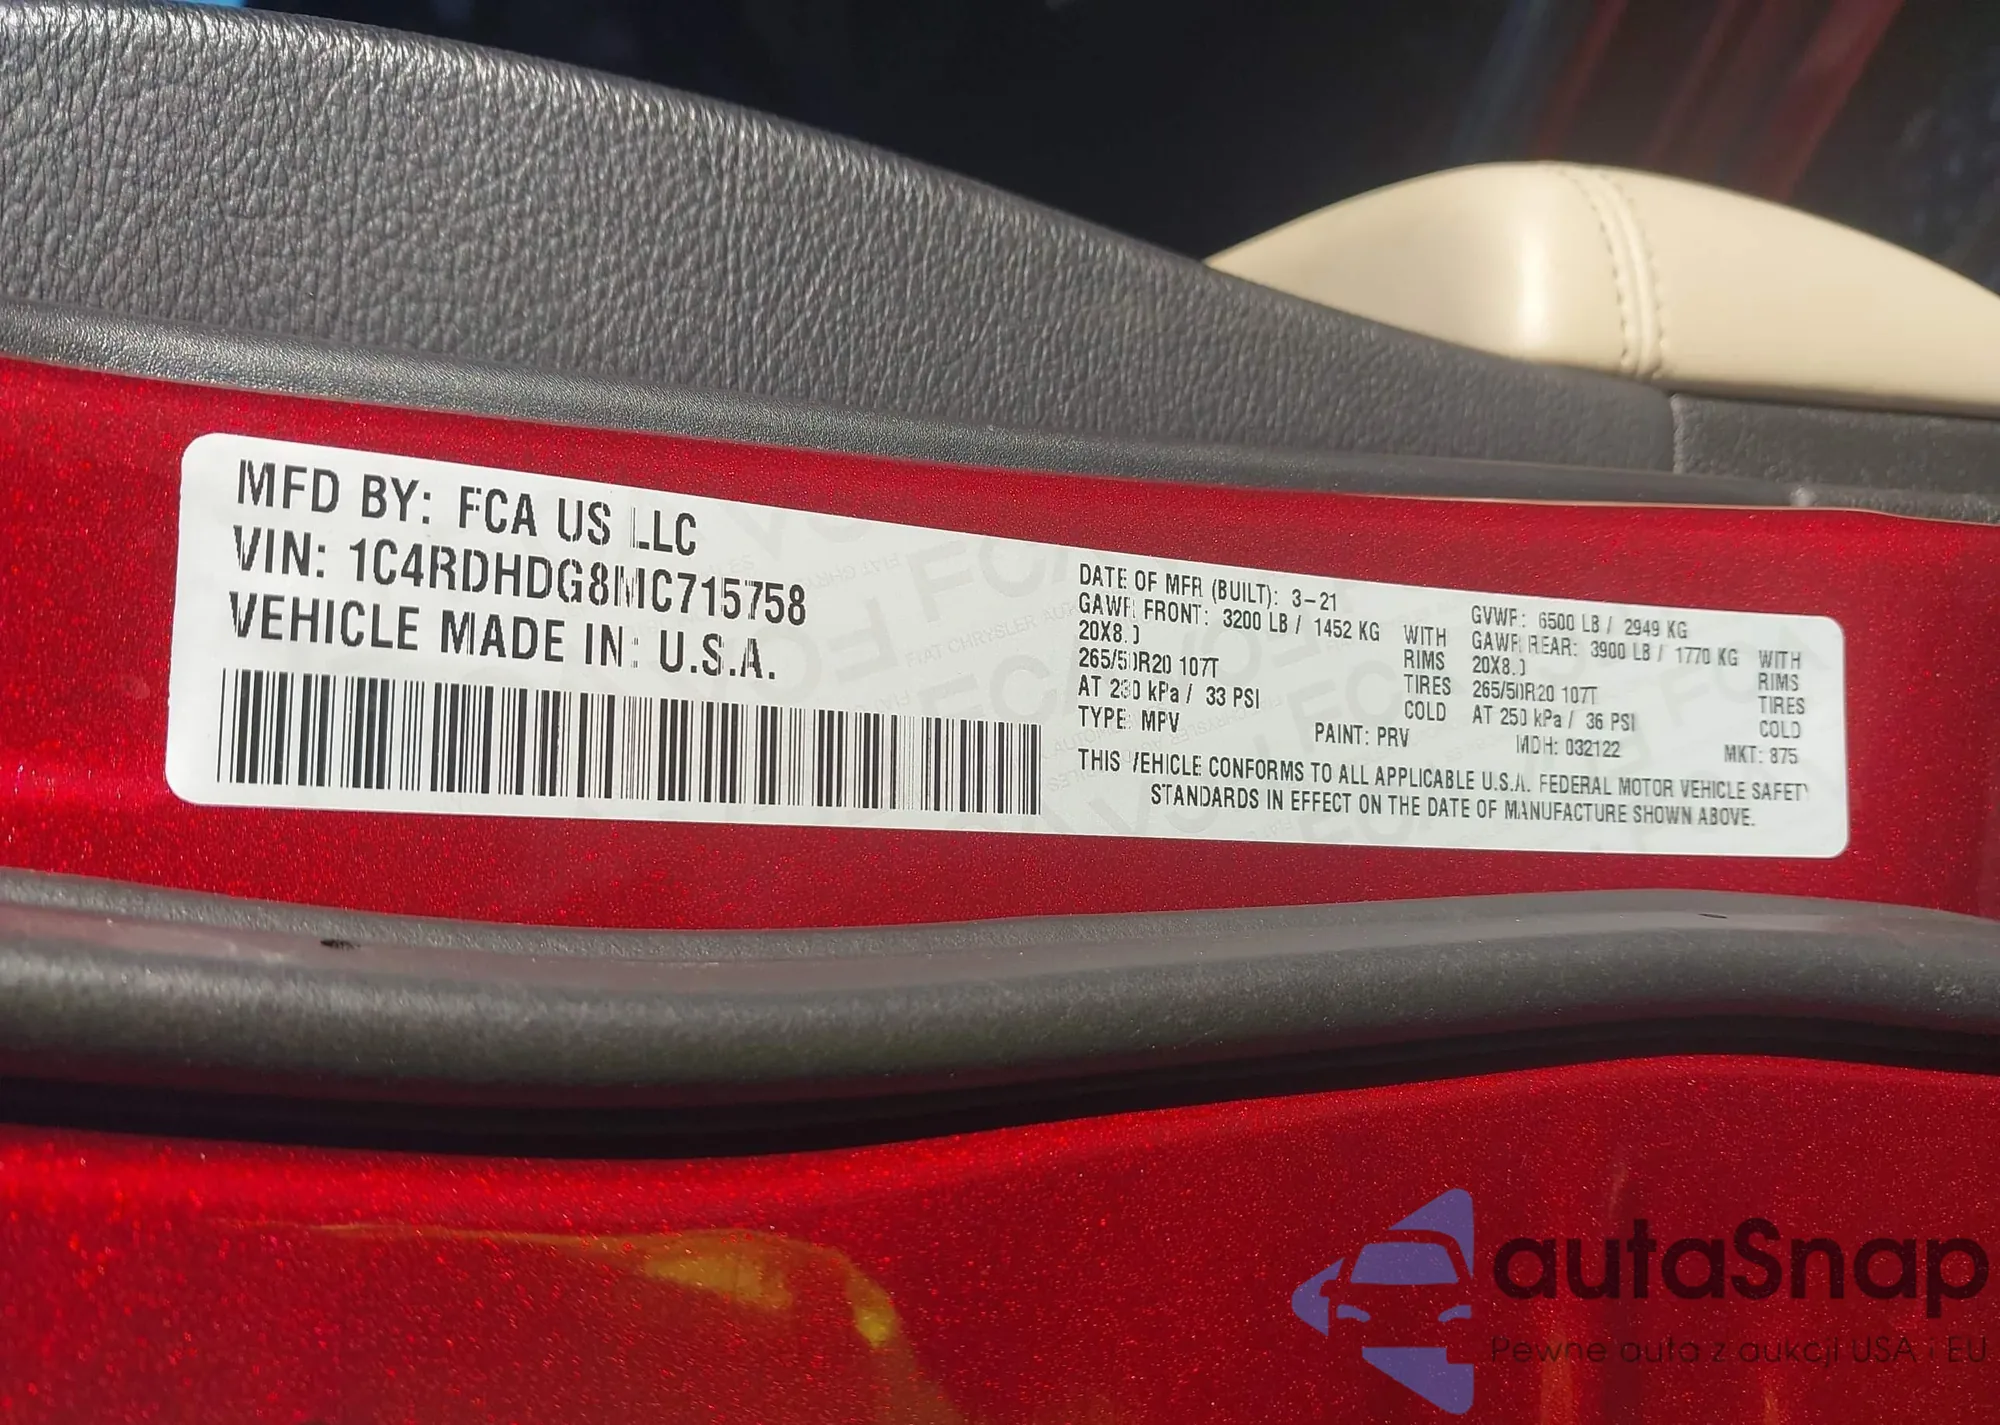 MFD BY: FCA US LLC
VIN: 1C4RDHDG8MC715758
VEHICLE MADE IN: U.S.A.
DATE OF MFR (BUILT): 3-21
GAWR FRONT: 3200 LB / 1452 KG WITH
20X8.0 RIMS
265/50R20 107T TIRES
AT 230 kPa / 33 PSI COLD
TYPE: MPV
GVWR: 6500 LB / 2949 KG
GAWR REAR: 3900 LB / 1770 KG WITH
20X8.0 RIMS
265/50R20 107T TIRES
AT 250 kPa / 36 PSI COLD
PAINT: PRV MDH: 032122 MKT: 875
THIS VEHICLE CONFORMS TO ALL APPLICABLE U.S.A. FEDERAL MOTOR VEHICLE SAFETY
STANDARDS IN EFFECT ON THE DATE OF MANUFACTURE SHOWN ABOVE.
autaSnap
Pewne auta z aukcji USA i EU